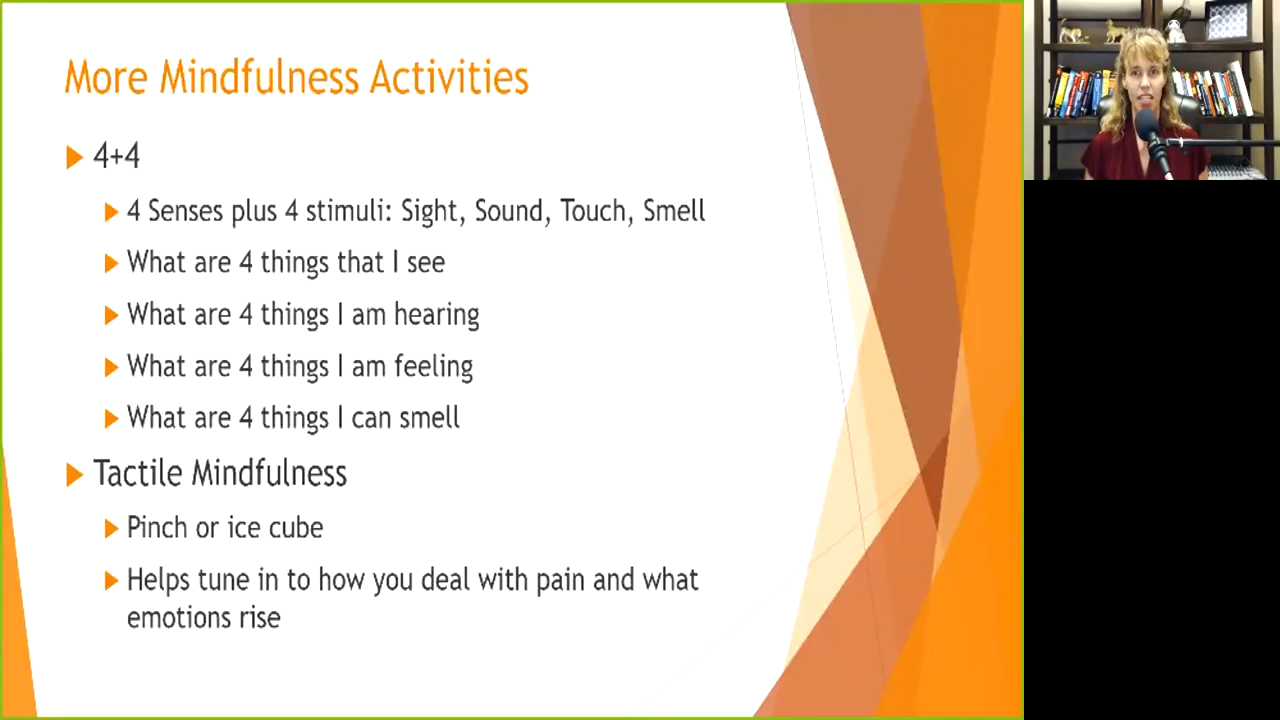 More Mindfulness Activities
4+4
4 Senses plus 4 stimuli: Sight, Sound, Touch, Smell
What are 4 things that I see
What are 4 things I am hearing
What are 4 things I am feeling
What are 4 things I can smell
Tactile Mindfulness
Pinch or ice cube
Helps tune in to how you deal with pain and what
emotions rise